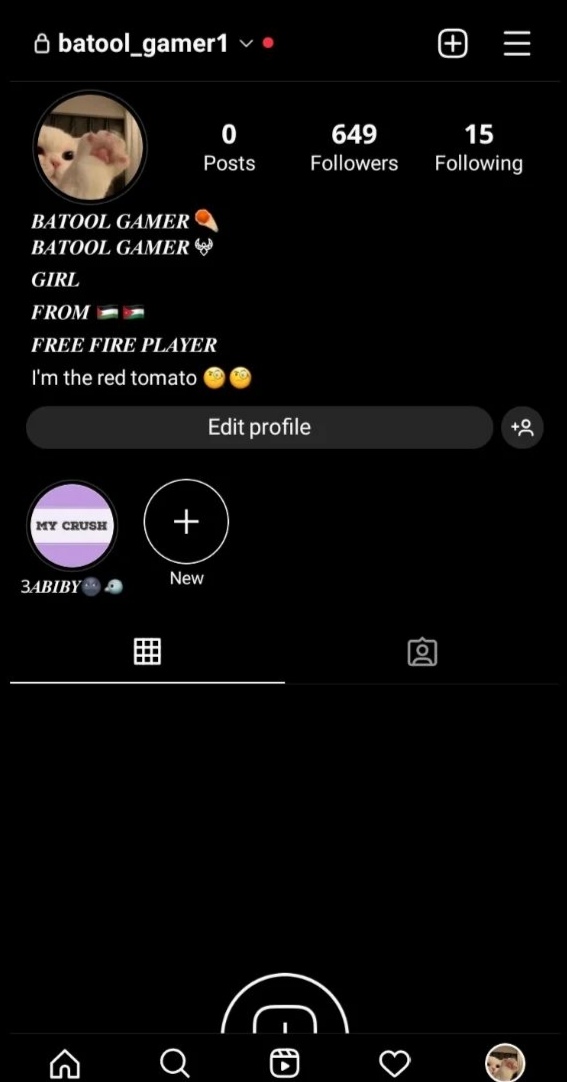 batool_gamer1
0 649 15
Posts Followers Following
BATOOL GAMER
BATOOL GAMER
GIRL
FROM 🇵🇸🇯🇴
FREE FIRE PLAYER
I'm the red tomato 🧐🧐
Edit profile
MY CRUSH
3ABIBY🌚🐦
New